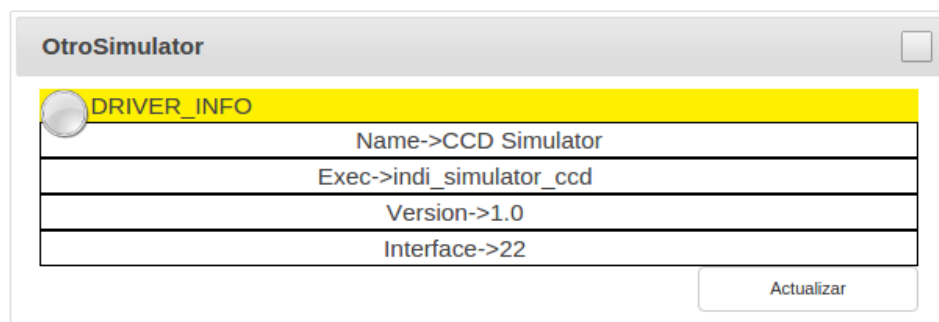 OtroSimulator
DRIVER_INFO
Name->CCD Simulator
Exec->indi_simulator_ccd
Version->1.0
Interface->22
Actualizar